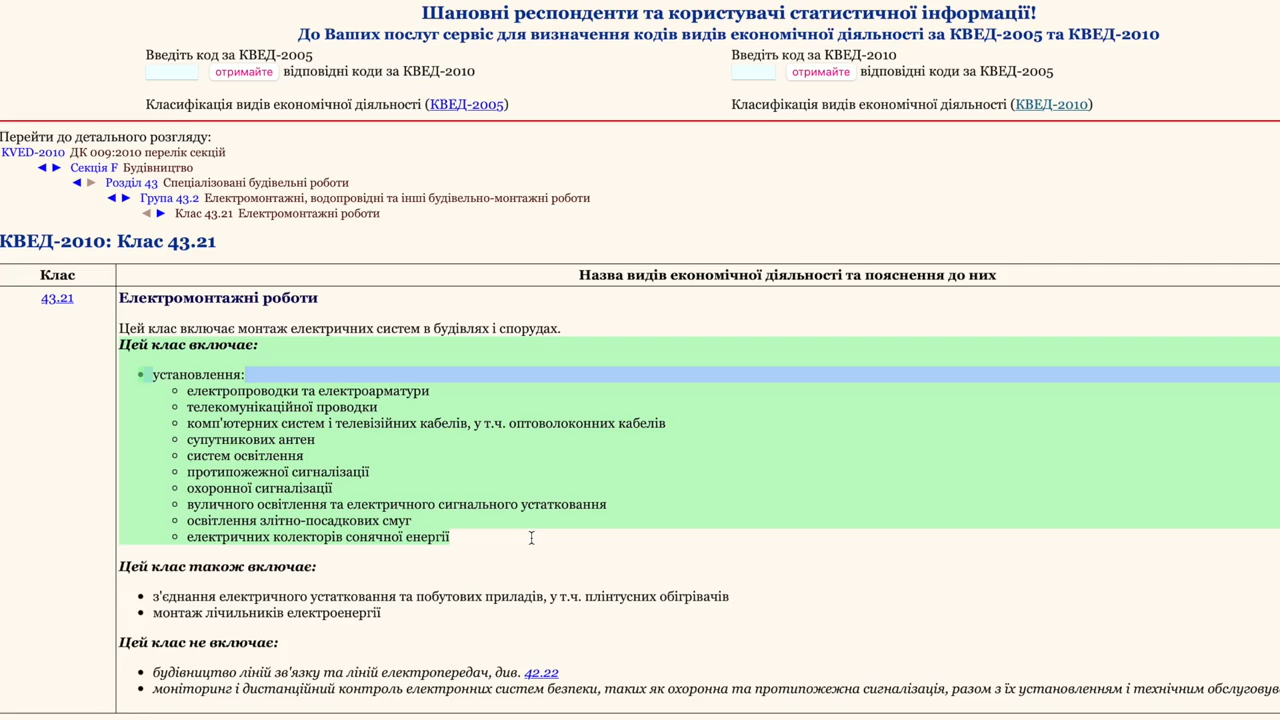 Шановні респонденти та користувачі статистичної інформації!
До Ваших послуг сервіс для визначення кодів видів економічної діяльності за КВЕД-2005 та КВЕД-2010
Введіть код за КВЕД-2005
отримайте відповідні коди за КВЕД-2010
Класифікація видів економічної діяльності (КВЕД-2005)
Введіть код за КВЕД-2010
отримайте відповідні коди за КВЕД-2005
Класифікація видів економічної діяльності (КВЕД-2010)
Перейти до детального розгляду:
KVED-2010 ДК 009:2010 перелік секцій
◄ ► Секція F Будівництво
◄ ► Розділ 43 Спеціалізовані будівельні роботи
◄ ► Група 43.2 Електромонтажні, водопровідні та інші будівельно-монтажні роботи
◄ ► Клас 43.21 Електромонтажні роботи
КВЕД-2010: Клас 43.21
Клас
Назва видів економічної діяльності та пояснення до них
43.21
Електромонтажні роботи
Цей клас включає монтаж електричних систем в будівлях і спорудах.
Цей клас включає:
установлення:
електропроводки та електроарматури
телекомунікаційної проводки
комп'ютерних систем і телевізійних кабелів, у т.ч. оптоволоконних кабелів
супутникових антен
систем освітлення
протипожежної сигналізації
охоронної сигналізації
вуличного освітлення та електричного сигнального устатковання
освітлення злітно-посадкових смуг
електричних колекторів сонячної енергії
Цей клас також включає:
з'єднання електричного устатковання та побутових приладів, у т.ч. плінтусних обігрівачів
монтаж лічильників електроенергії
Цей клас не включає:
будівництво ліній зв'язку та ліній електропередач, див. 42.22
моніторинг і дистанційний контроль електронних систем безпеки, таких як охоронна та протипожежна сигналізація, разом з їх установленням і технічним